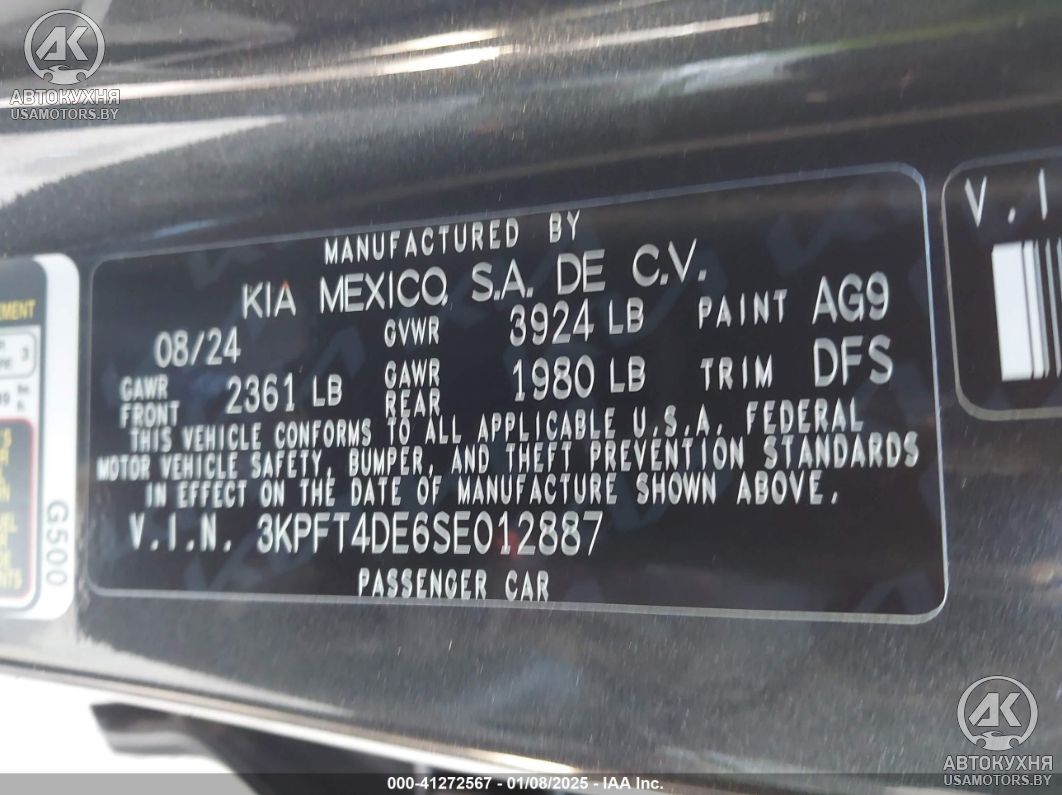 AK
АВТОКУХНЯ
USAMOTORS.BY
MANUFACTURED BY
KIA MEXICO, S.A. DE C.V.
08/24 GVWR 3924 LB PAINT AG9
GAWR FRONT 2361 LB GAWR REAR 1980 LB TRIM DFS
THIS VEHICLE CONFORMS TO ALL APPLICABLE U.S.A. FEDERAL
MOTOR VEHICLE SAFETY, BUMPER, AND THEFT PREVENTION STANDARDS
IN EFFECT ON THE DATE OF MANUFACTURE SHOWN ABOVE.
V.I.N. 3KPFT4DE6SE012887
PASSENGER CAR
G500
V.I
AK
АВТОКУХНЯ
USAMOTORS.BY
000-41272567 - 01/08/2025 - IAA Inc.